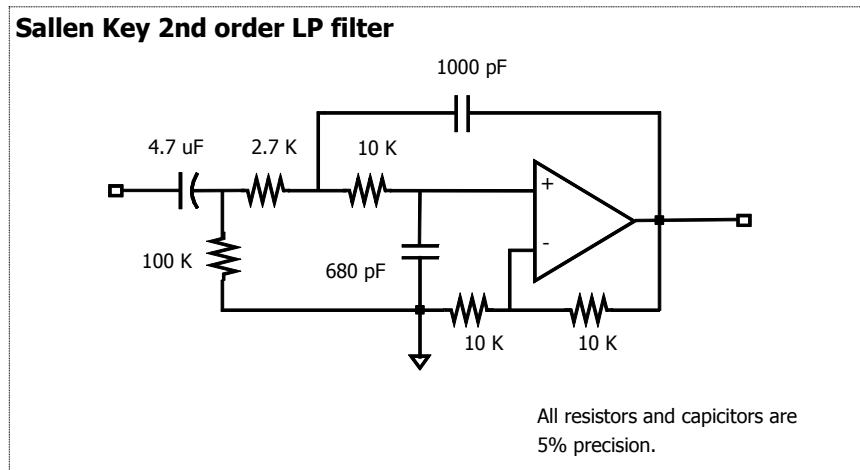 Sallen Key 2nd order LP filter
1000 pF
4.7 uF
2.7 K
10 K
+
-
100 K
680 pF
10 K
10 K
All resistors and capicitors are
5% precision.